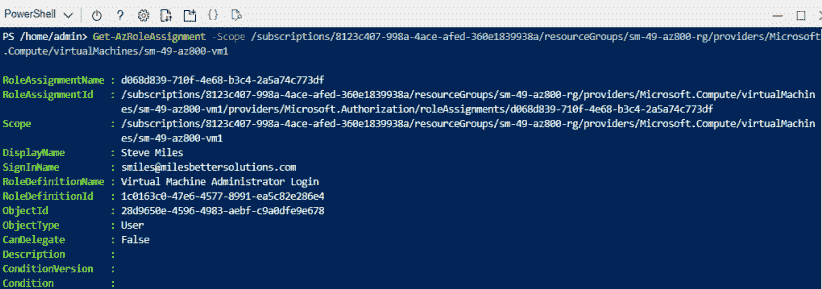 PowerShell
PS /home/admin> Get-AzRoleAssignment -Scope /subscriptions/8123c407-998a-4ace-afed-360e1839938a/resourceGroups/sm-49-az800-rg/providers/Microsoft
.Compute/virtualMachines/sm-49-az800-vm1
RoleAssignmentName : d068d839-710f-4e68-b3c4-2a5a74c773df
RoleAssignmentId : /subscriptions/8123c407-998a-4ace-afed-360e1839938a/resourceGroups/sm-49-az800-rg/providers/Microsoft.Compute/virtualMachin
es/sm-49-az800-vm1/providers/Microsoft.Authorization/roleAssignments/d068d839-710f-4e68-b3c4-2a5a74c773df
Scope : /subscriptions/8123c407-998a-4ace-afed-360e1839938a/resourceGroups/sm-49-az800-rg/providers/Microsoft.Compute/virtualMachin
es/sm-49-az800-vm1
DisplayName : Steve Miles
SignInName : smiles@milesbettersolutions.com
RoleDefinitionName : Virtual Machine Administrator Login
RoleDefinitionId : 1c0163c0-47e6-4577-8991-ea5c82e286e4
ObjectId : 28d9650e-4596-4983-aebf-c9a0dfe9e678
ObjectType : User
CanDelegate : False
Description :
ConditionVersion :
Condition :